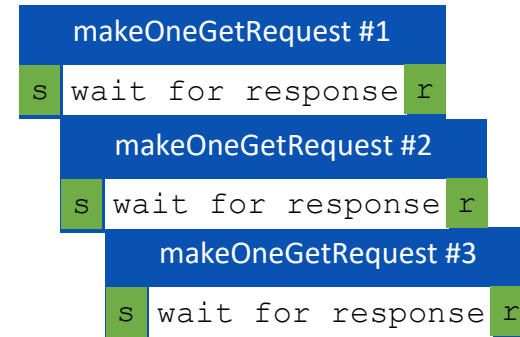 makeOneGetRequest #1
s wait for response r
makeOneGetRequest #2
s wait for response r
makeOneGetRequest #3
s wait for response r